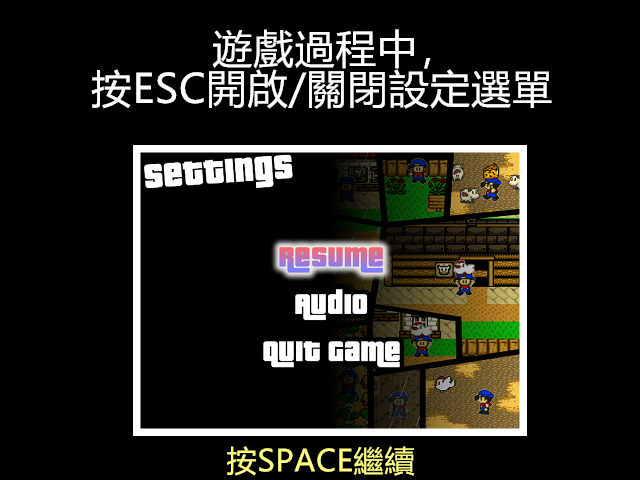 遊戲過程中，
按ESC開啟/關閉設定選單
Settings
Resume
Audio
Quit Game
按SPACE繼續